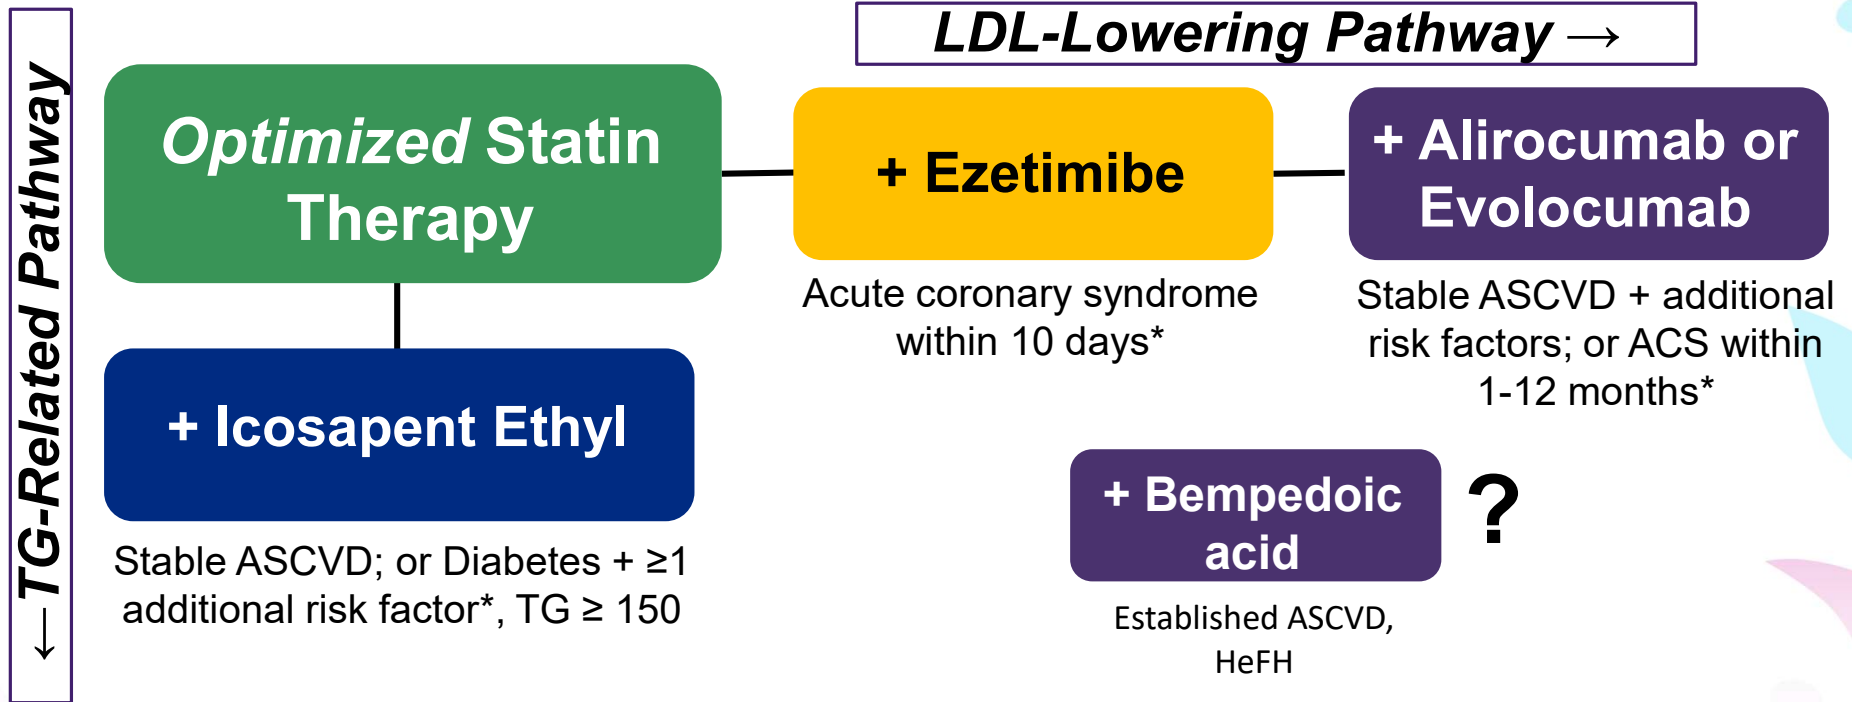 ←TG-Related Pathway
LDL-Lowering Pathway →
Optimized Statin
Therapy
+ Ezetimibe
+ Alirocumab or
Evolocumab
Acute coronary syndrome
within 10 days*
Stable ASCVD + additional
risk factors; or ACS within
1-12 months*
+ Icosapent Ethyl
Stable ASCVD; or Diabetes + ≥1
additional risk factor*, TG ≥ 150
+ Bempedoic
acid
?
Established ASCVD,
HeFH